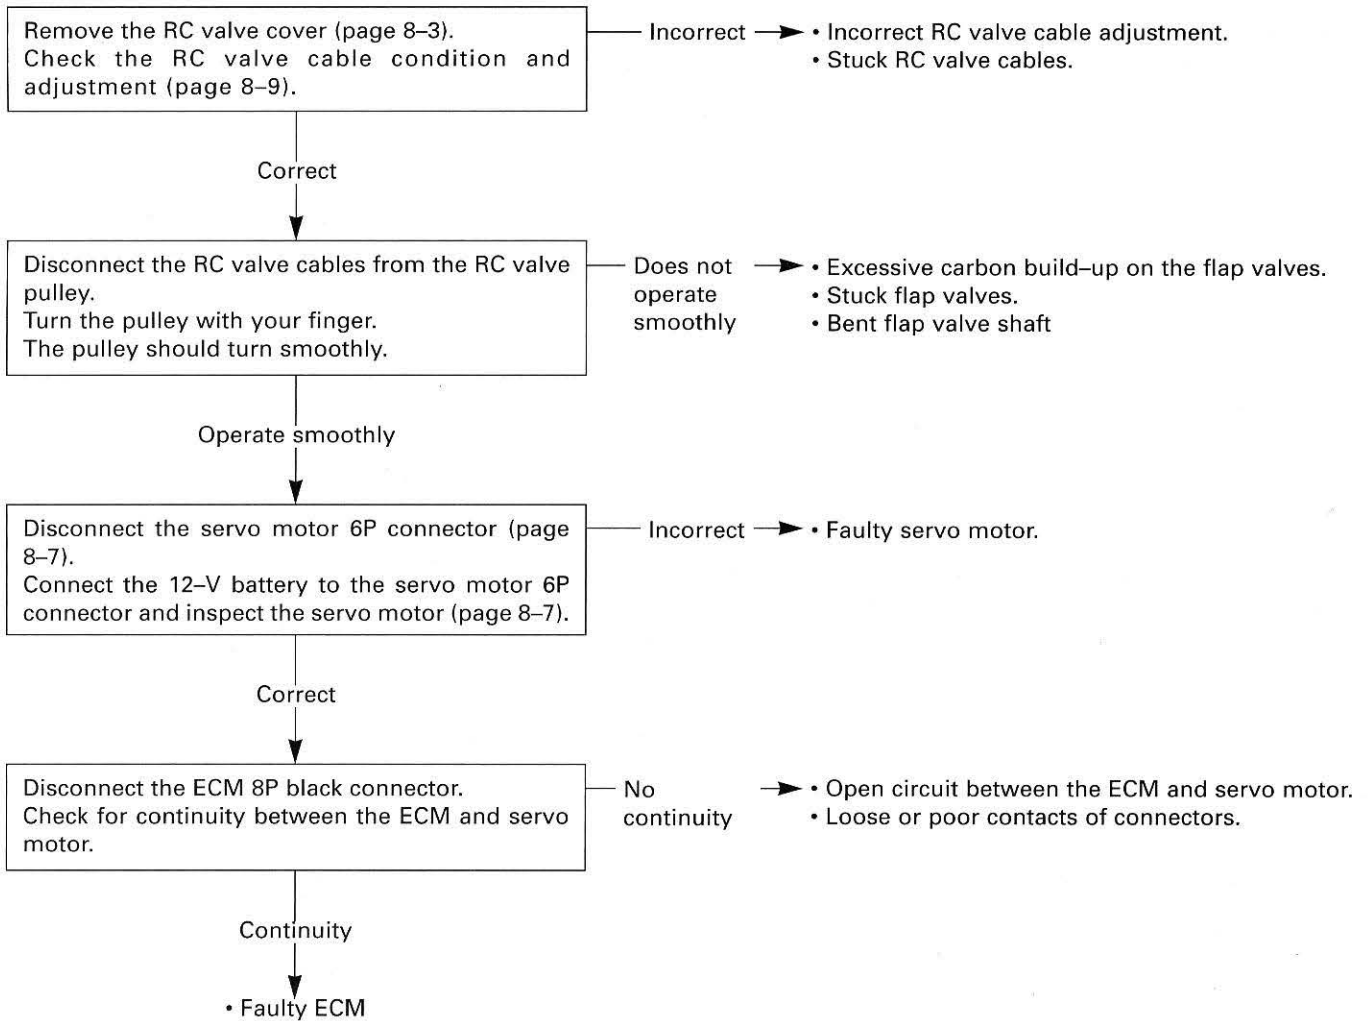 Remove the RC valve cover (page 8–3).
Check the RC valve cable condition and
adjustment (page 8–9).
Incorrect
• Incorrect RC valve cable adjustment.
• Stuck RC valve cables.
Correct
Disconnect the RC valve cables from the RC valve
pulley.
Turn the pulley with your finger.
The pulley should turn smoothly.
Does not
operate
smoothly
• Excessive carbon build–up on the flap valves.
• Stuck flap valves.
• Bent flap valve shaft
Operate smoothly
Disconnect the servo motor 6P connector (page
8–7).
Connect the 12–V battery to the servo motor 6P
connector and inspect the servo motor (page 8–7).
Incorrect
• Faulty servo motor.
Correct
Disconnect the ECM 8P black connector.
Check for continuity between the ECM and servo
motor.
No
continuity
• Open circuit between the ECM and servo motor.
• Loose or poor contacts of connectors.
Continuity
• Faulty ECM